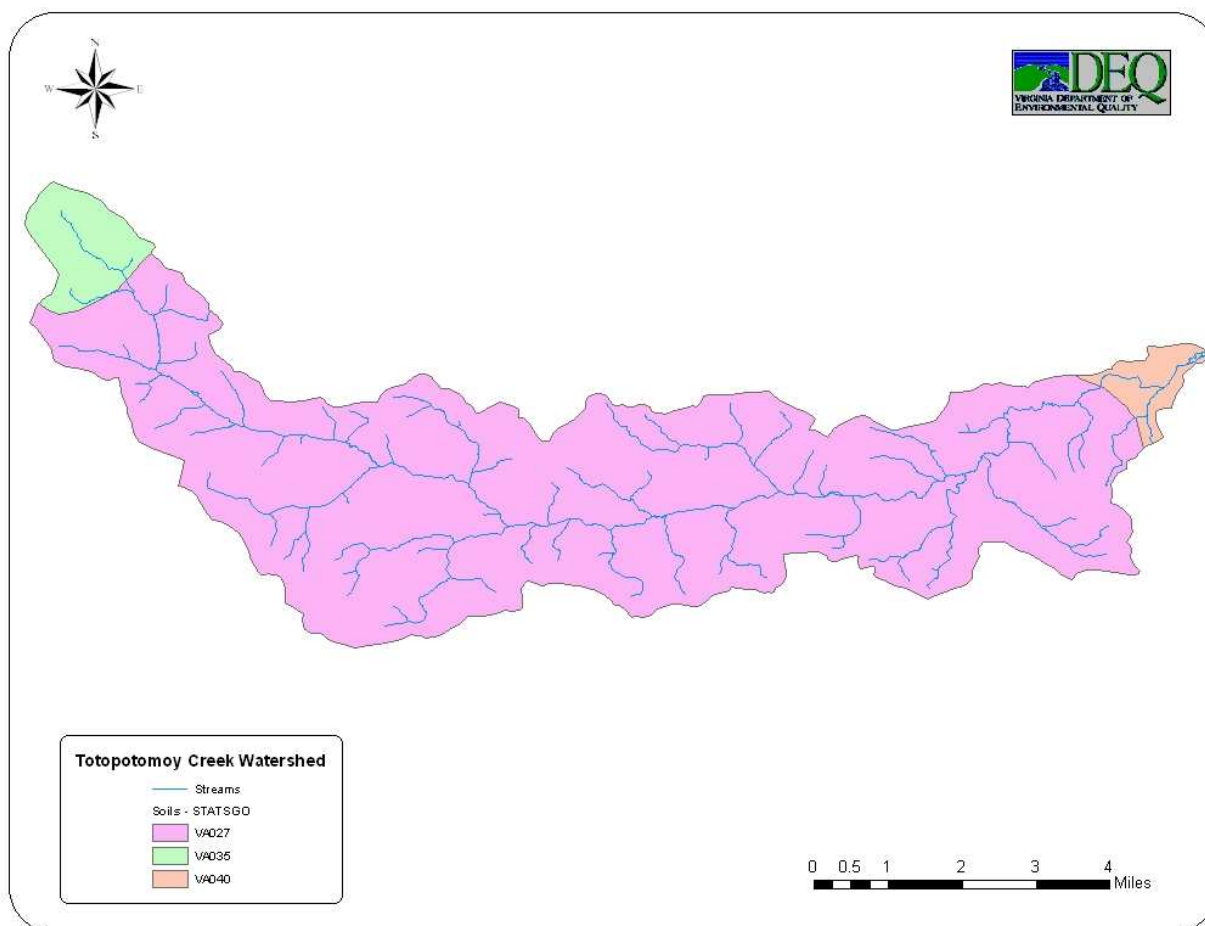 N
W E
S
DEQ
VIRGINIA DEPARTMENT OF
ENVIRONMENTAL QUALITY
Totopotomoy Creek Watershed
Streams
Soils - STATSGO
VA027
VA035
VA040
0 0.5 1 2 3 4
Miles